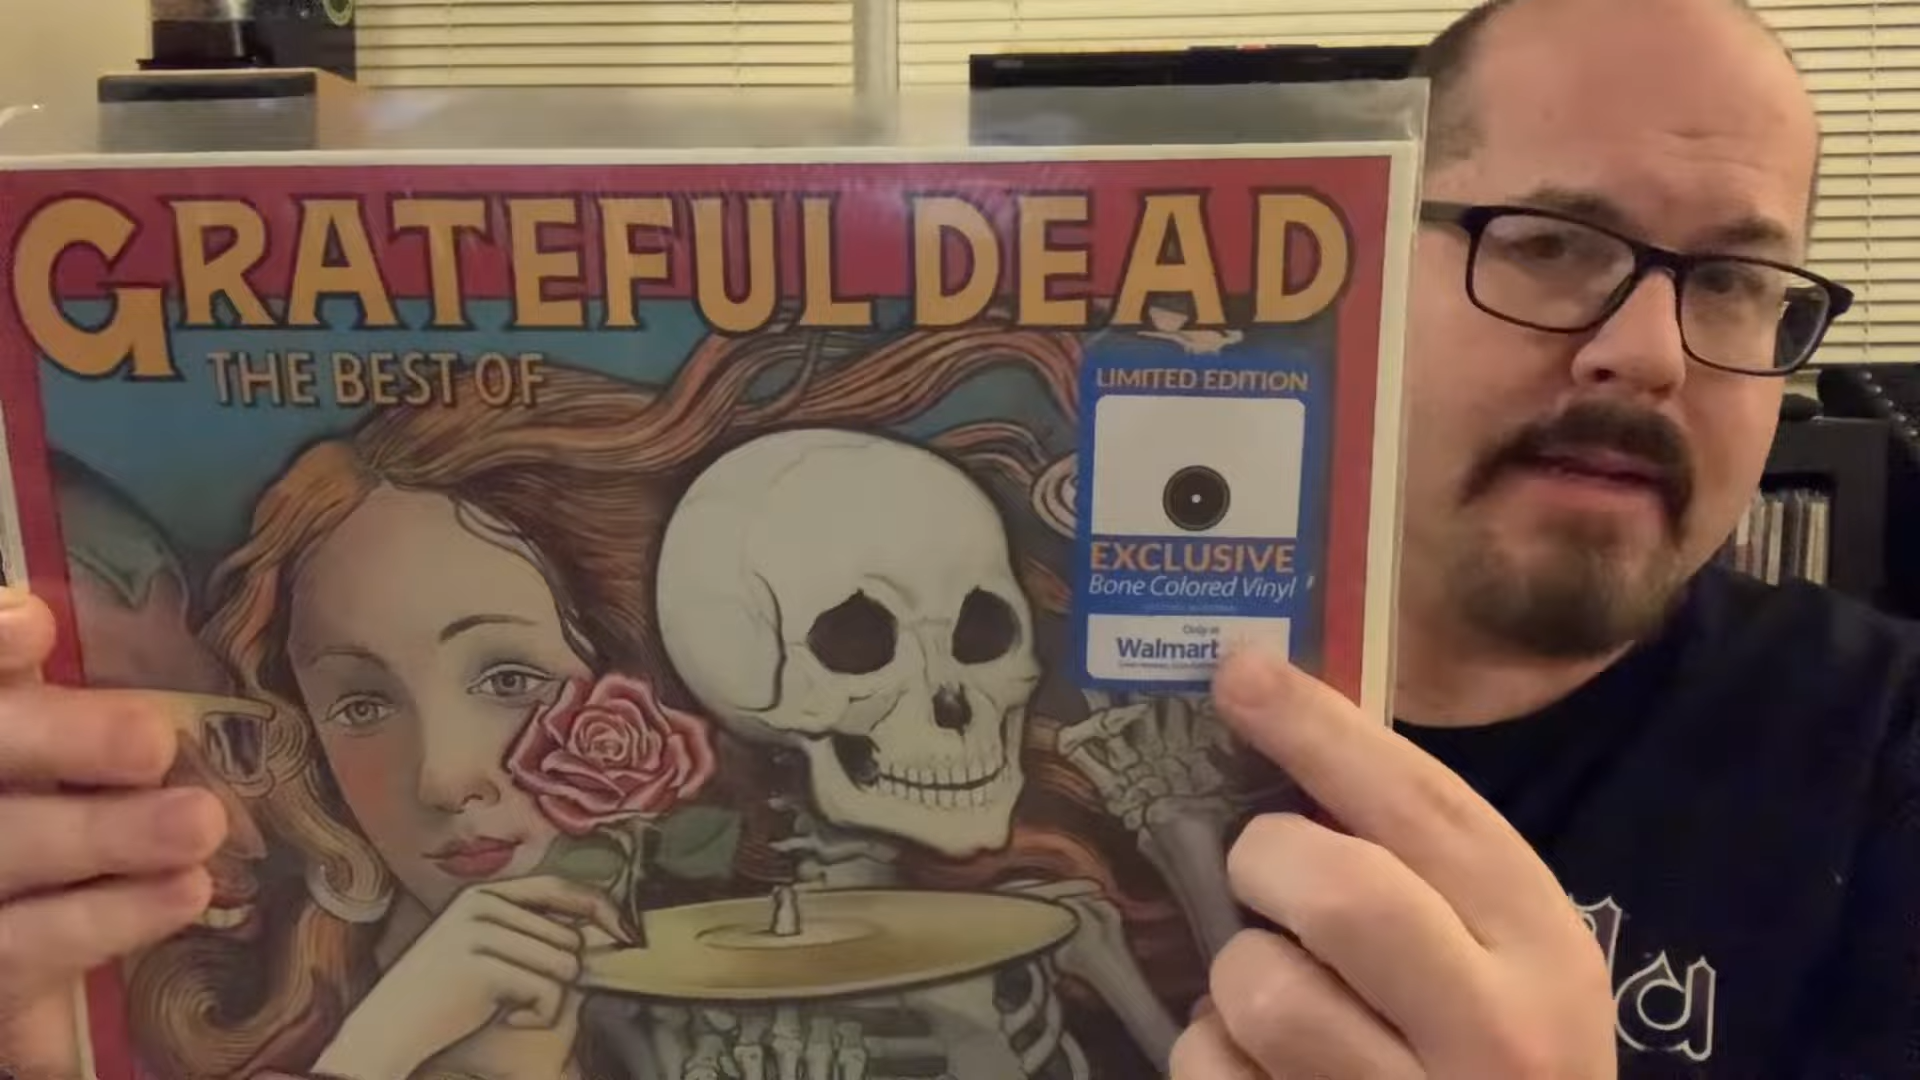 GRATEFUL DEAD
THE BEST OF
LIMITED EDITION
EXCLUSIVE
Bone Colored Vinyl
Only at
Walmart